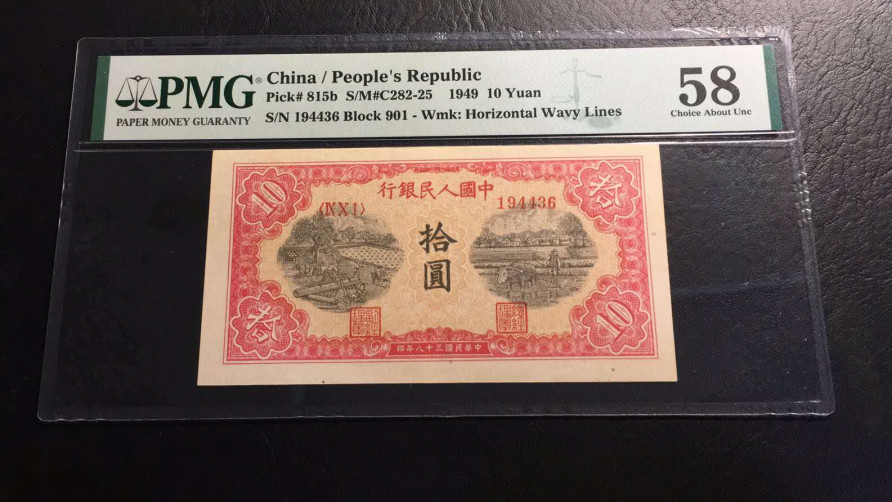 PMG®
PAPER MONEY GUARANTY
China / People's Republic
Pick# 815b S/M#C282-25 1949 10 Yuan
S/N 194436 Block 901 - Wmk: Horizontal Wavy Lines
58
Choice About Unc
行銀民人國中
10
拾
〈ⅨⅩⅠ〉
194436
拾圓
拾
10
印年八十三國民華中